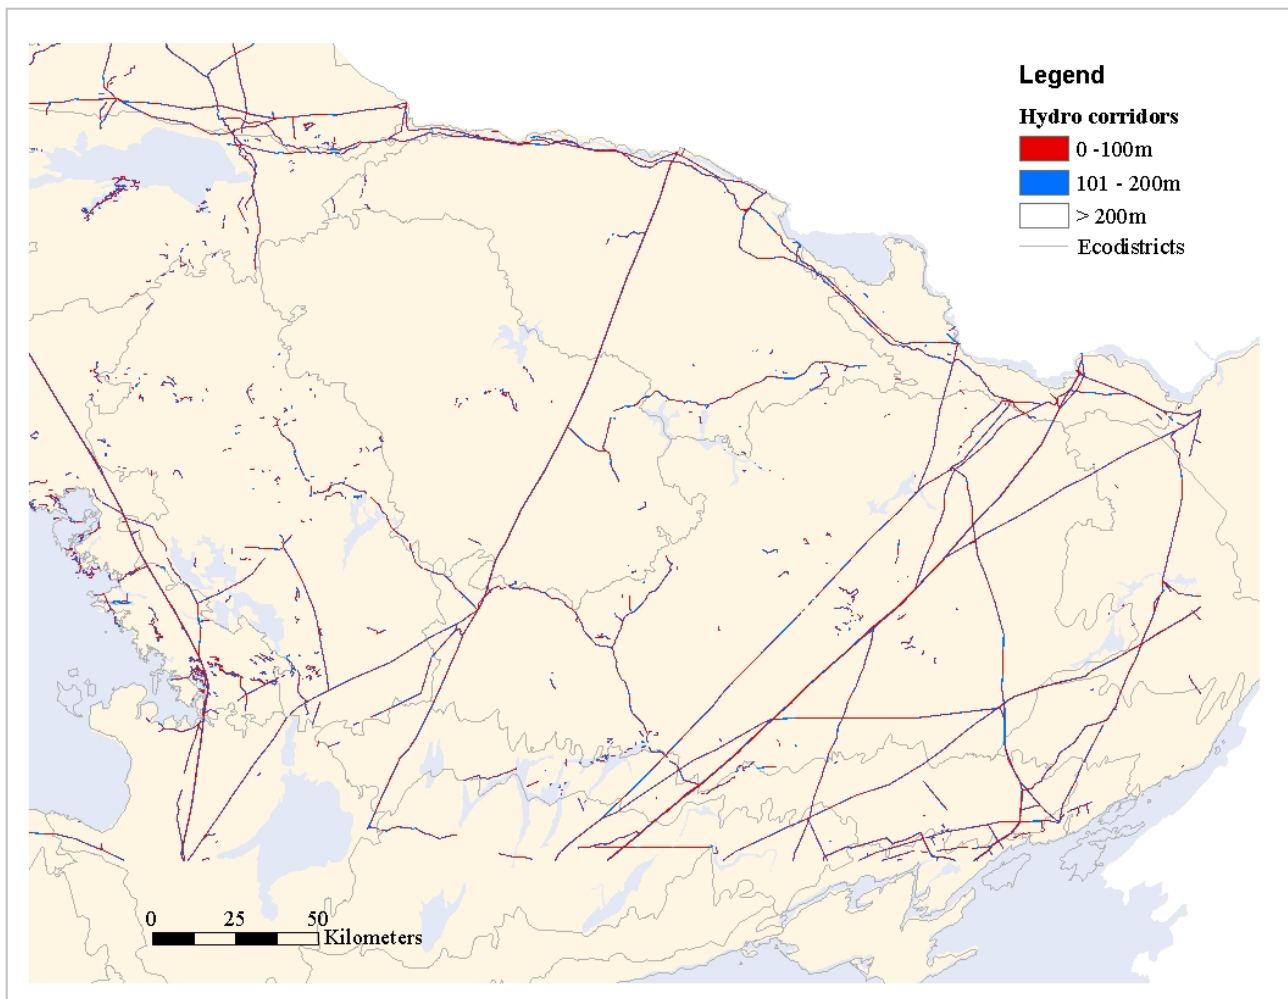 Legend
Hydro corridors
0 -100m
101 - 200m
> 200m
Ecodistricts
0 25 50
Kilometers